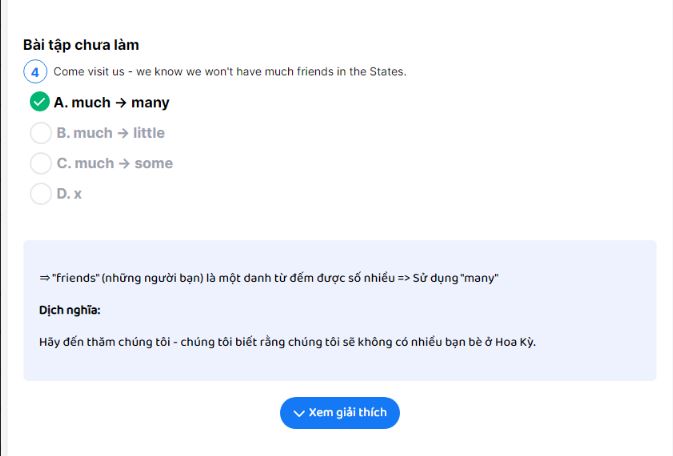 Bài tập chưa làm
4 Come visit us - we know we won't have much friends in the States.
A. much → many
B. much → little
C. much → some
D. x
⇒ "friends" (những người bạn) là một danh từ đếm được số nhiều => Sử dụng "many"
Dịch nghĩa:
Hãy đến thăm chúng tôi - chúng tôi biết rằng chúng tôi sẽ không có nhiều bạn bè ở Hoa Kỳ.
Xem giải thích